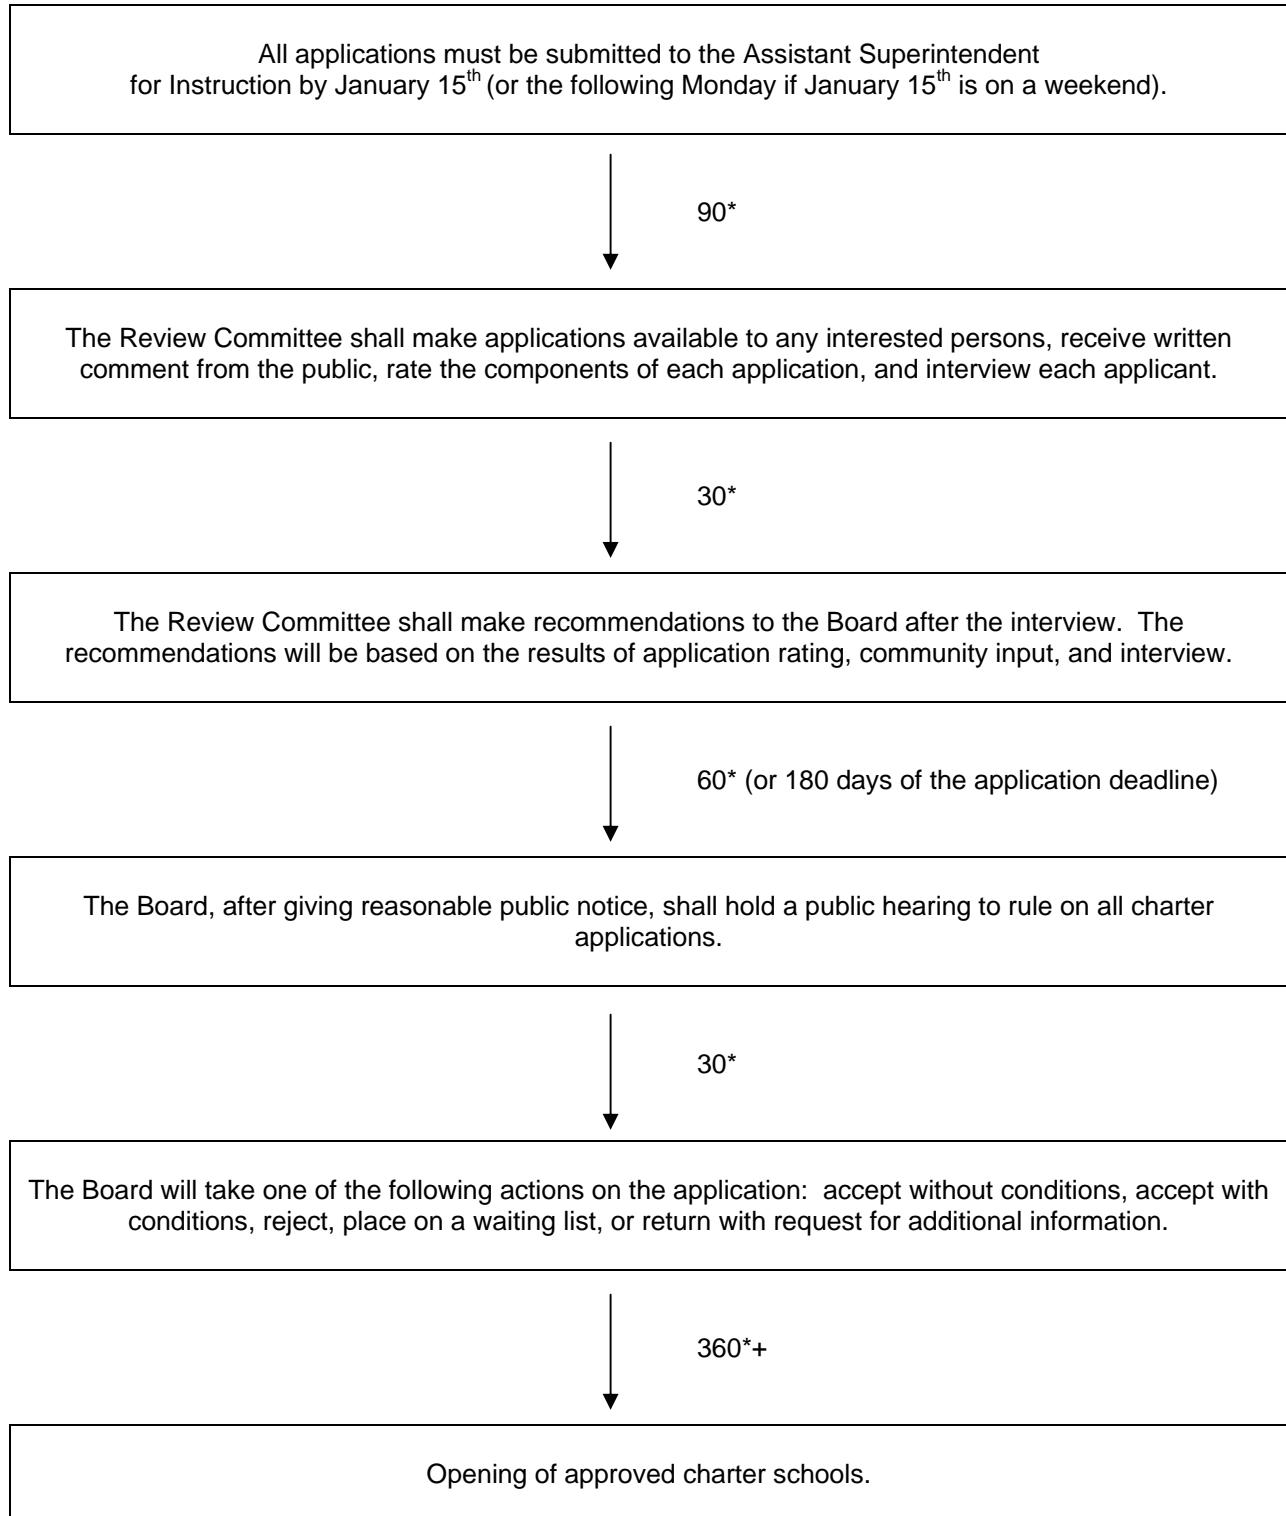 All applications must be submitted to the Assistant Superintendent
for Instruction by January 15th (or the following Monday if January 15th is on a weekend).
90*
The Review Committee shall make applications available to any interested persons, receive written
comment from the public, rate the components of each application, and interview each applicant.
30*
The Review Committee shall make recommendations to the Board after the interview.  The
recommendations will be based on the results of application rating, community input, and interview.
60* (or 180 days of the application deadline)
The Board, after giving reasonable public notice, shall hold a public hearing to rule on all charter
applications.
30*
The Board will take one of the following actions on the application:  accept without conditions, accept with
conditions, reject, place on a waiting list, or return with request for additional information.
360*+
Opening of approved charter schools.